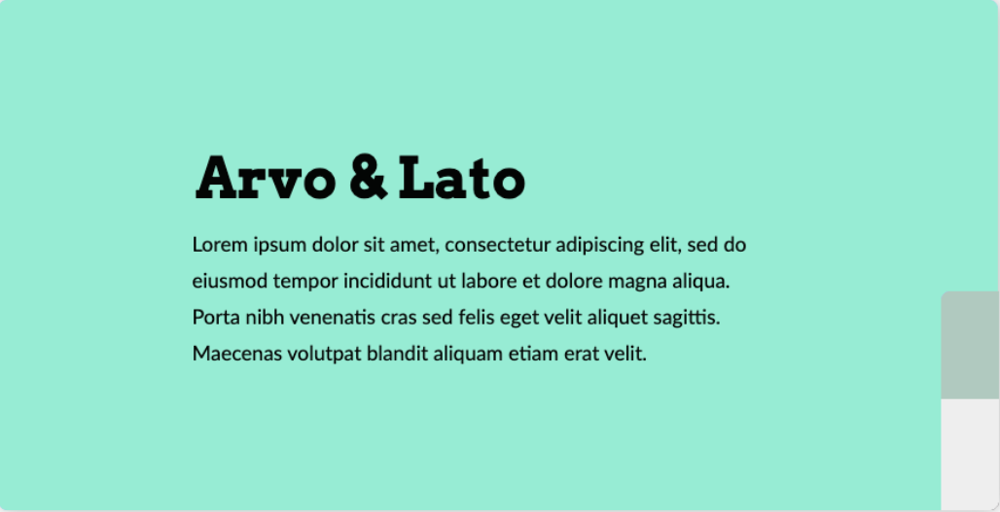 Arvo & Lato
Lorem ipsum dolor sit amet, consectetur adipiscing elit, sed do
eiusmod tempor incididunt ut labore et dolore magna aliqua.
Porta nibh venenatis cras sed felis eget velit aliquet sagittis.
Maecenas volutpat blandit aliquam etiam erat velit.